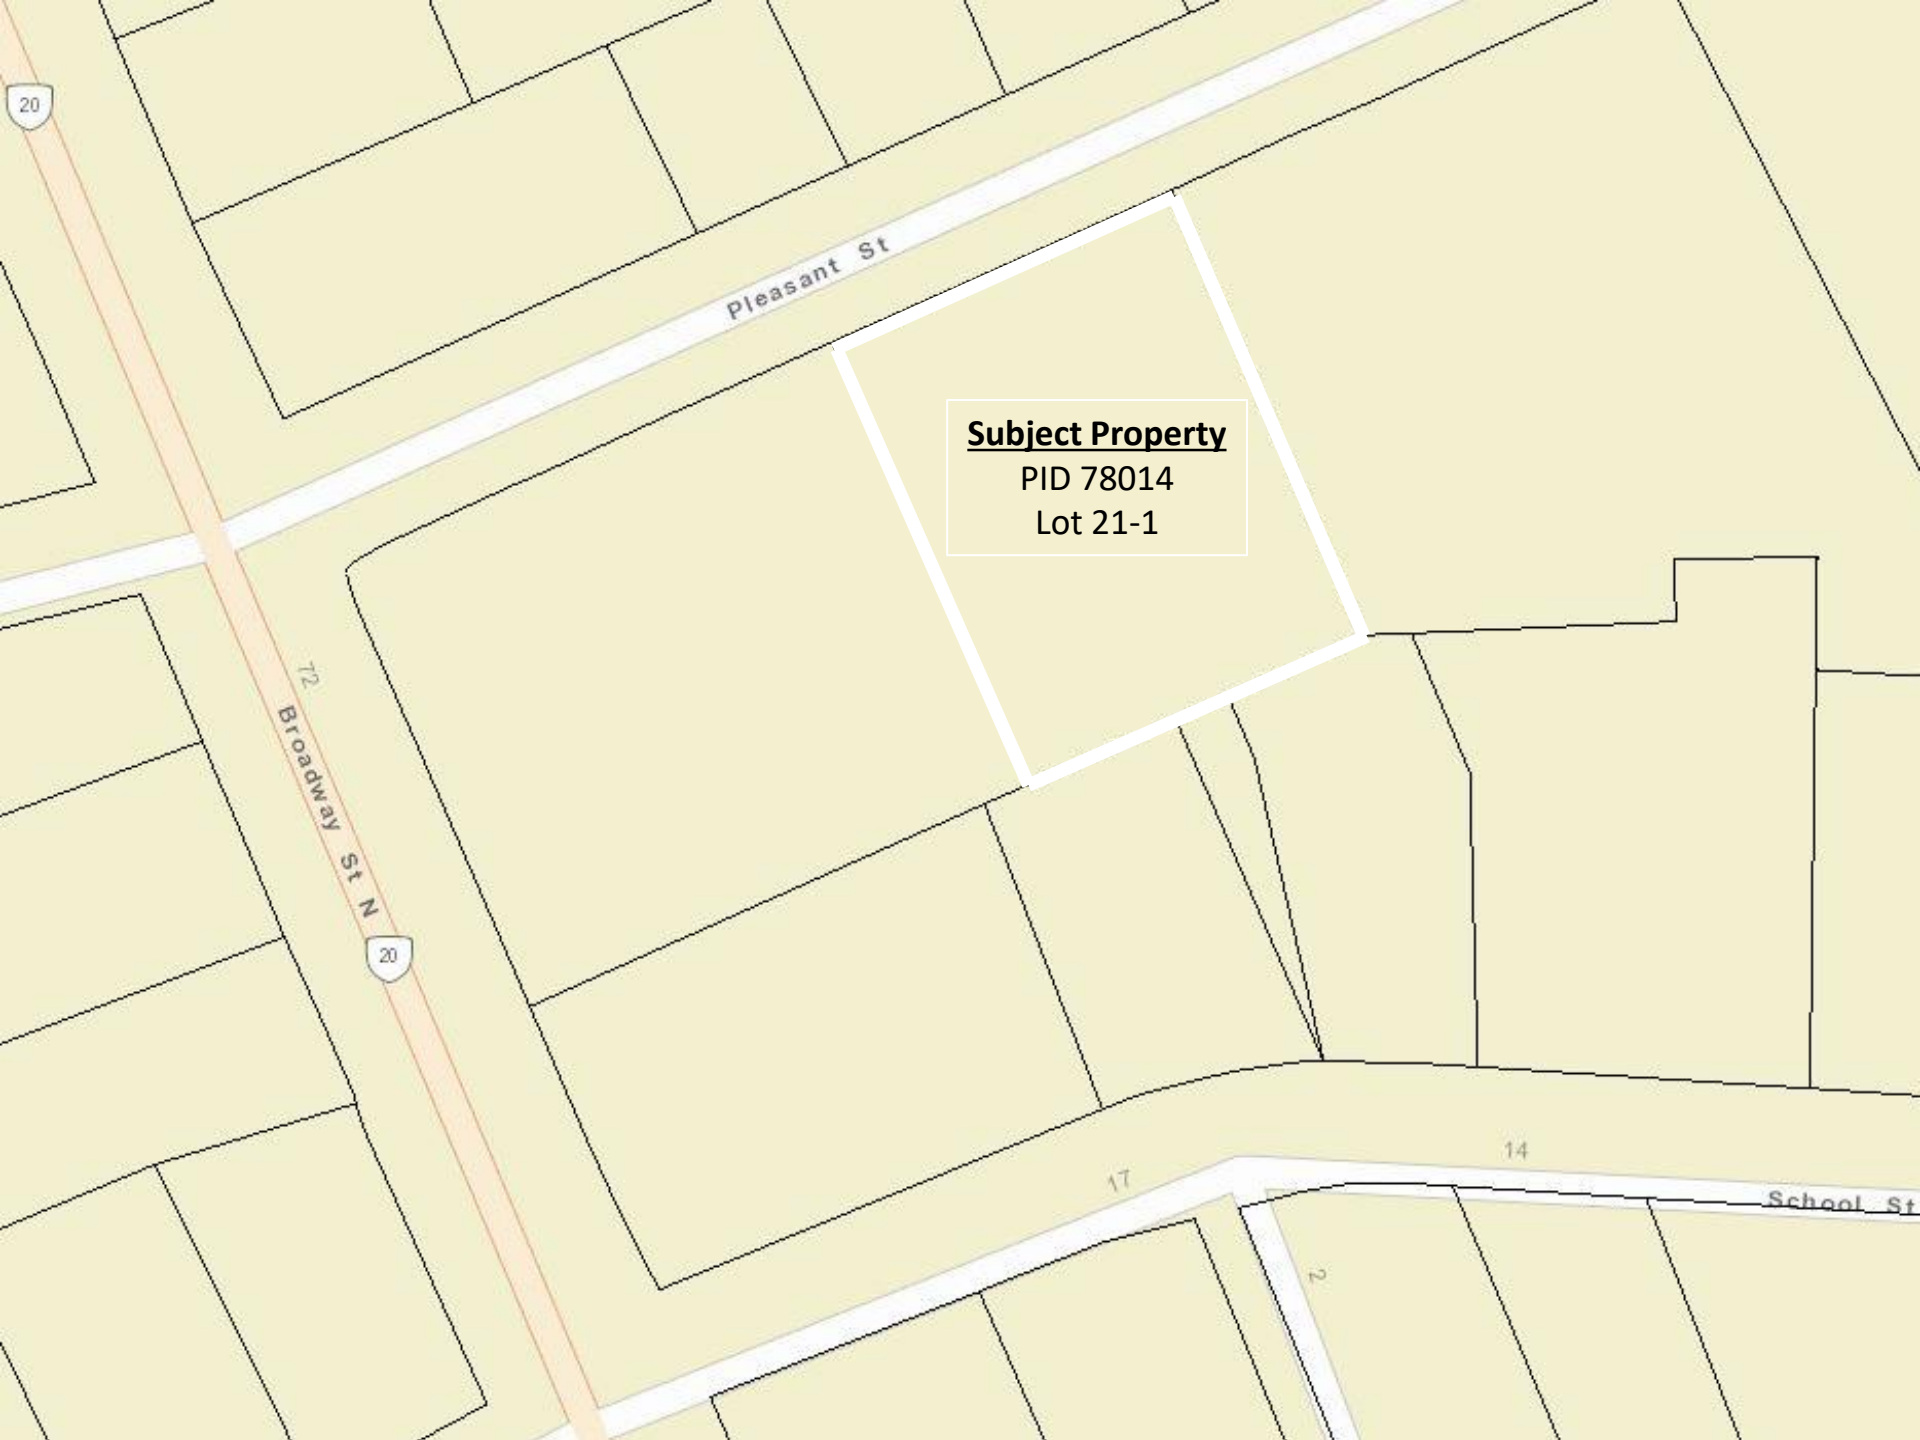 20
Pleasant St
Subject Property
PID 78014
Lot 21-1
72
Broadway St N
20
14
17
School St
2